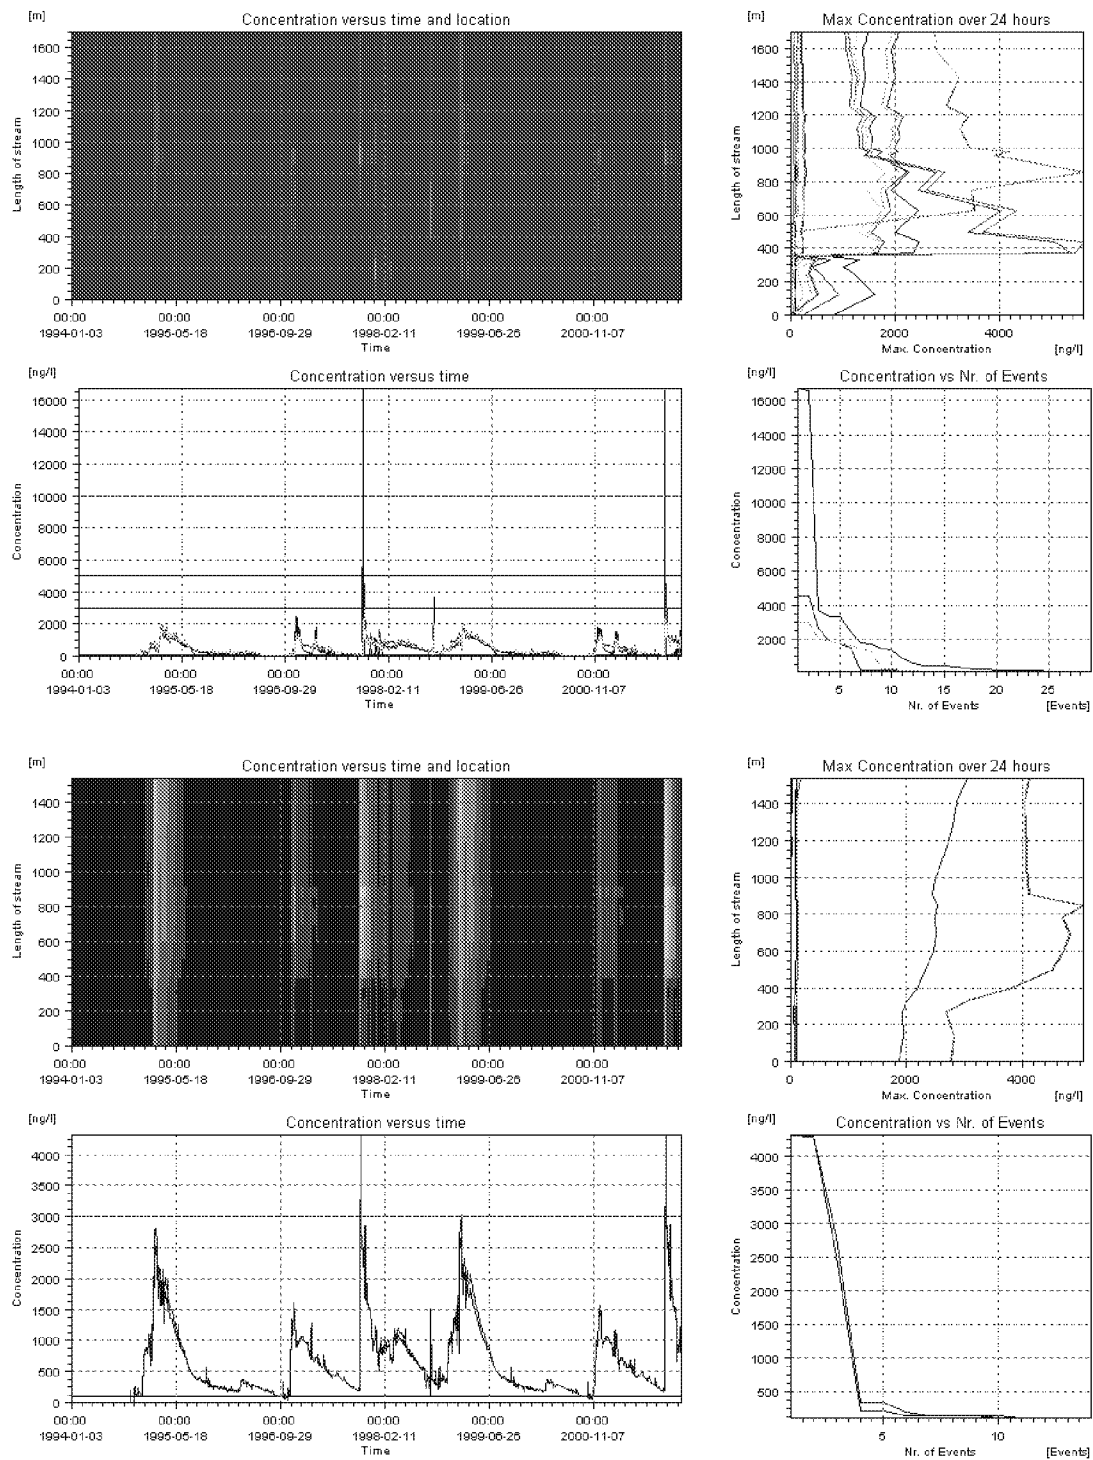 [m] Concentration versus time and location
1600
1400
1200
1000
800
600
400
200
0
Length of stream
00:00 00:00 00:00 00:00 00:00 00:00
1994-01-03 1995-05-18 1996-09-29 1998-02-11 1999-06-26 2000-11-07
Time
[m] Max Concentration over 24 hours
1600
1400
1200
1000
800
600
400
200
0
Length of stream
0 2000 4000
Max. Concentration [ng/l]
[ng/l] Concentration versus time
16000
14000
12000
10000
8000
6000
4000
2000
0
Concentration
00:00 00:00 00:00 00:00 00:00 00:00
1994-01-03 1995-05-18 1996-09-29 1998-02-11 1999-06-26 2000-11-07
Time
[ng/l] Concentration vs Nr. of Events
16000
14000
12000
10000
8000
6000
4000
2000
Concentration
5 10 15 20 25
Nr. of Events [Events]
[m] Concentration versus time and location
1400
1200
1000
800
600
400
200
0
Length of stream
00:00 00:00 00:00 00:00 00:00 00:00
1994-01-03 1995-05-18 1996-09-29 1998-02-11 1999-06-26 2000-11-07
Time
[m] Max Concentration over 24 hours
1400
1200
1000
800
600
400
200
0
Length of stream
0 2000 4000
Max. Concentration [ng/l]
[ng/l] Concentration versus time
4000
3500
3000
2500
2000
1500
1000
500
0
Concentration
00:00 00:00 00:00 00:00 00:00 00:00
1994-01-03 1995-05-18 1996-09-29 1998-02-11 1999-06-26 2000-11-07
Time
[ng/l] Concentration vs Nr. of Events
4000
3500
3000
2500
2000
1500
1000
500
Concentration
5 10
Nr. of Events [Events]